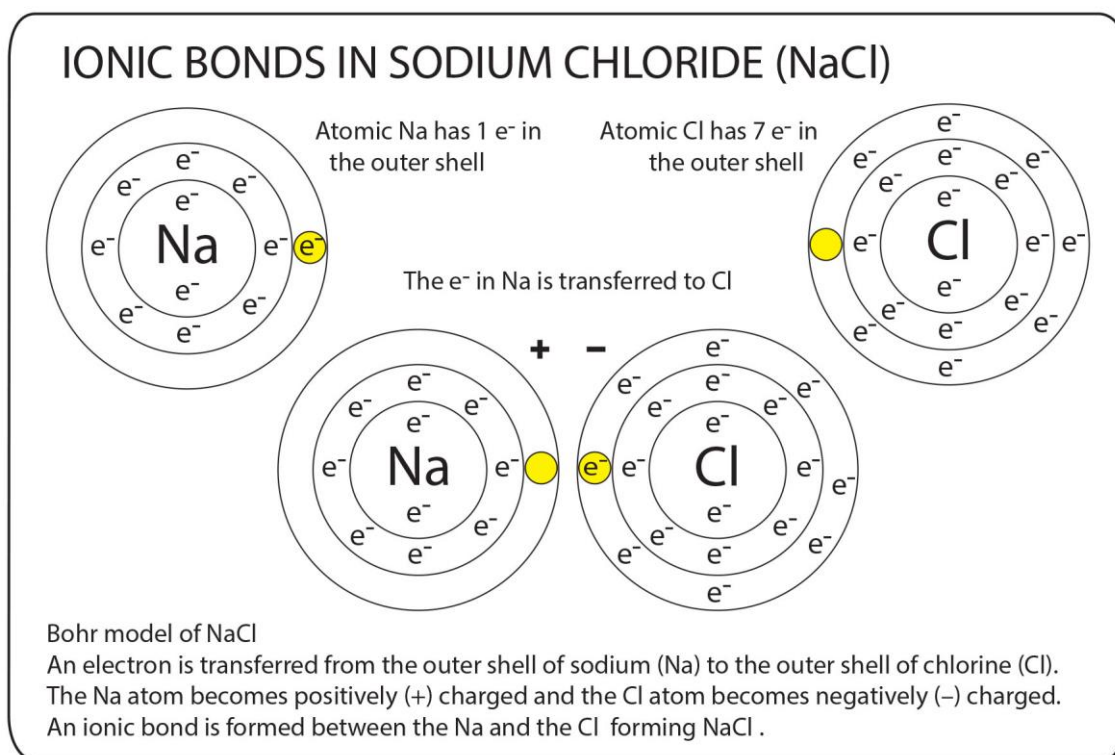 IONIC BONDS IN SODIUM CHLORIDE (NaCl)
Atomic Na has 1 e⁻ in
the outer shell
Atomic Cl has 7 e⁻ in
the outer shell
e⁻
e⁻ e⁻
e⁻
e⁻ Na e⁻ e⁻
e⁻
e⁻ e⁻
e⁻
e⁻
e⁻ e⁻ e⁻
e⁻ e⁻
e⁻
e⁻ Cl e⁻ e⁻
e⁻
e⁻ e⁻
e⁻ e⁻ e⁻
e⁻
The e⁻ in Na is transferred to Cl
+ –
e⁻
e⁻ e⁻
e⁻
e⁻ Na e⁻
e⁻
e⁻ e⁻
e⁻
e⁻
e⁻ e⁻ e⁻
e⁻ e⁻
e⁻
e⁻ e⁻ Cl e⁻ e⁻
e⁻
e⁻ e⁻
e⁻ e⁻ e⁻
e⁻
Bohr model of NaCl
An electron is transferred from the outer shell of sodium (Na) to the outer shell of chlorine (Cl).
The Na atom becomes positively (+) charged and the Cl atom becomes negatively (–) charged.
An ionic bond is formed between the Na and the Cl forming NaCl .